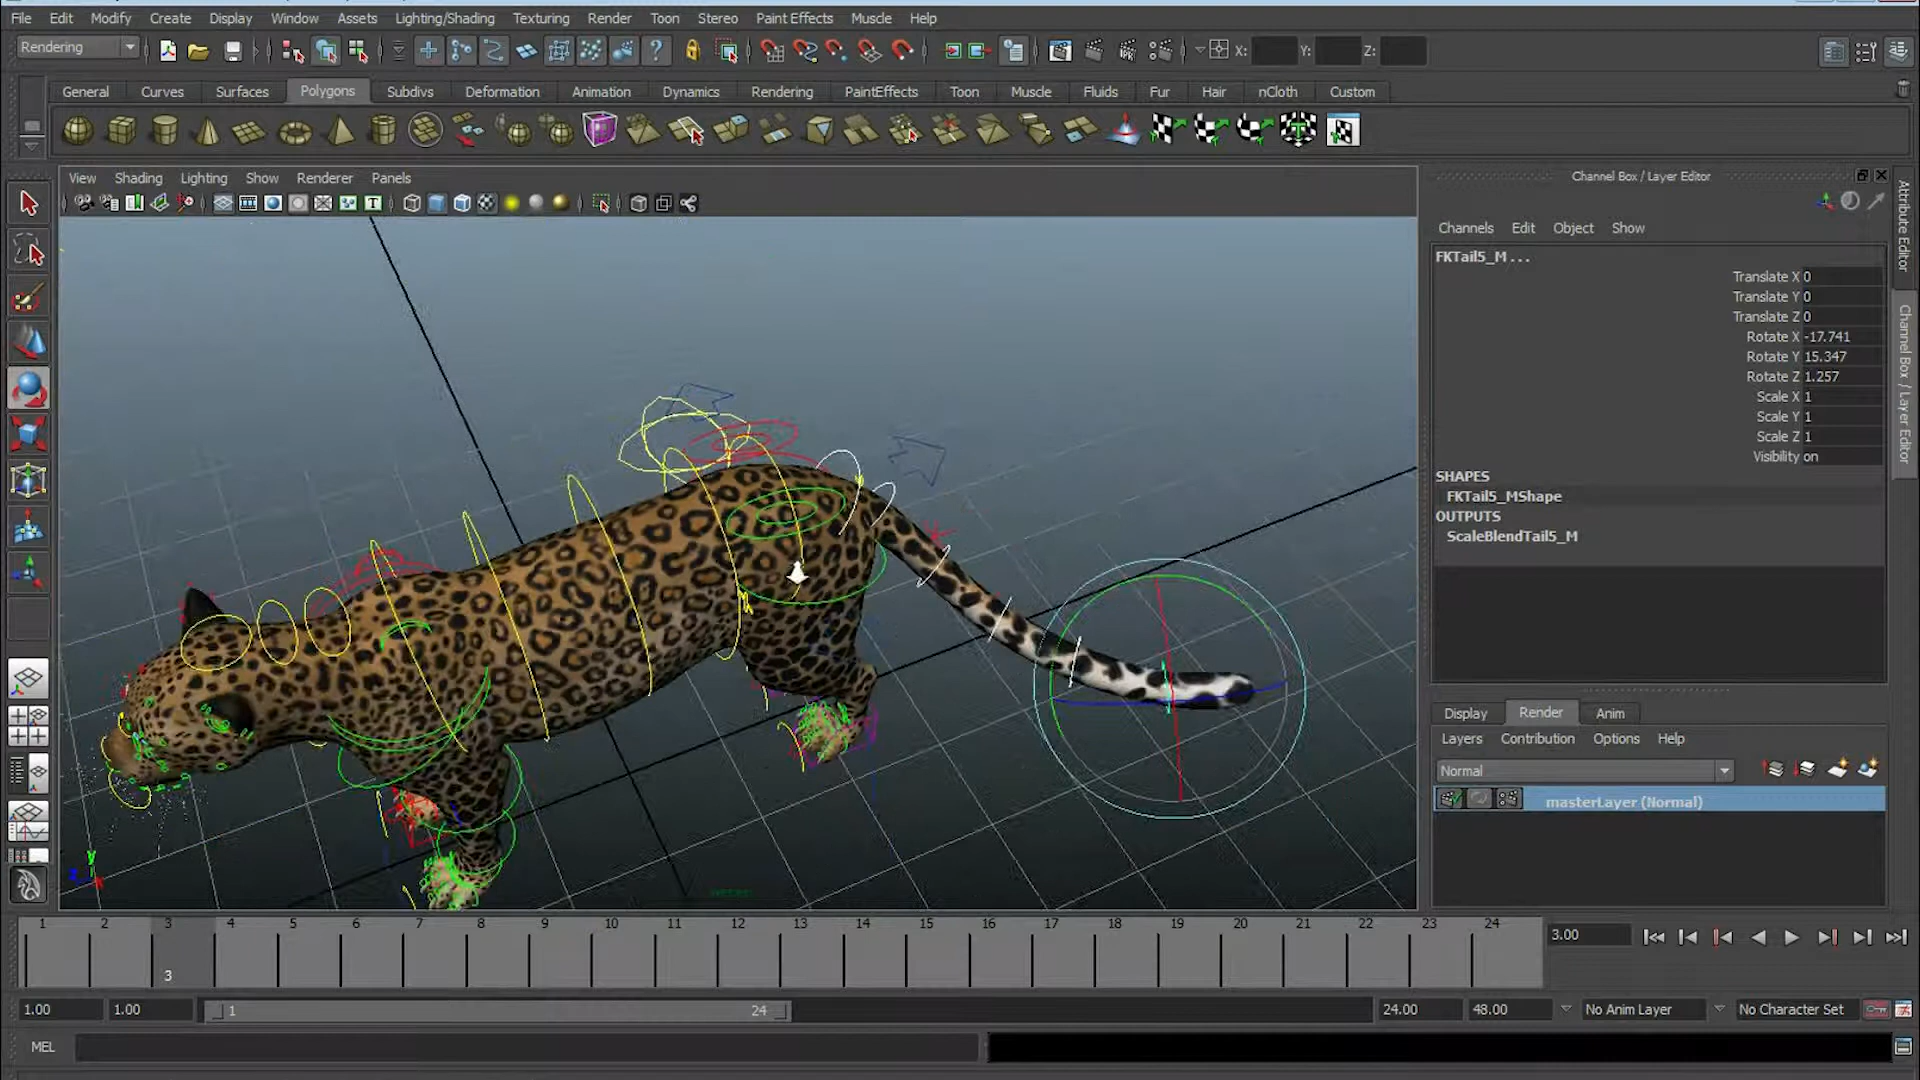 File Edit Modify Create Display Window Assets Lighting/Shading Texturing Render Toon Stereo Paint Effects Muscle Help
Rendering X: Y: Z:
General Curves Surfaces Polygons Subdivs Deformation Animation Dynamics Rendering PaintEffects Toon Muscle Fluids Fur Hair nCloth Custom
View Shading Lighting Show Renderer Panels
Channel Box / Layer Editor
Channels Edit Object Show
FKTail5_M . . .
Translate X 0
Translate Y 0
Translate Z 0
Rotate X -17.741
Rotate Y 15.347
Rotate Z 1.257
Scale X 1
Scale Y 1
Scale Z 1
Visibility on
SHAPES
FKTail5_MShape
OUTPUTS
ScaleBlendTail5_M
Attribute Editor
Channel Box / Layer Editor
Display Render Anim
Layers Contribution Options Help
Normal
masterLayer (Normal)
1 2 3 4 5 6 7 8 9 10 11 12 13 14 15 16 17 18 19 20 21 22 23 24
3
3.00
1.00 1.00 1 24 24.00 48.00 No Anim Layer No Character Set
MEL